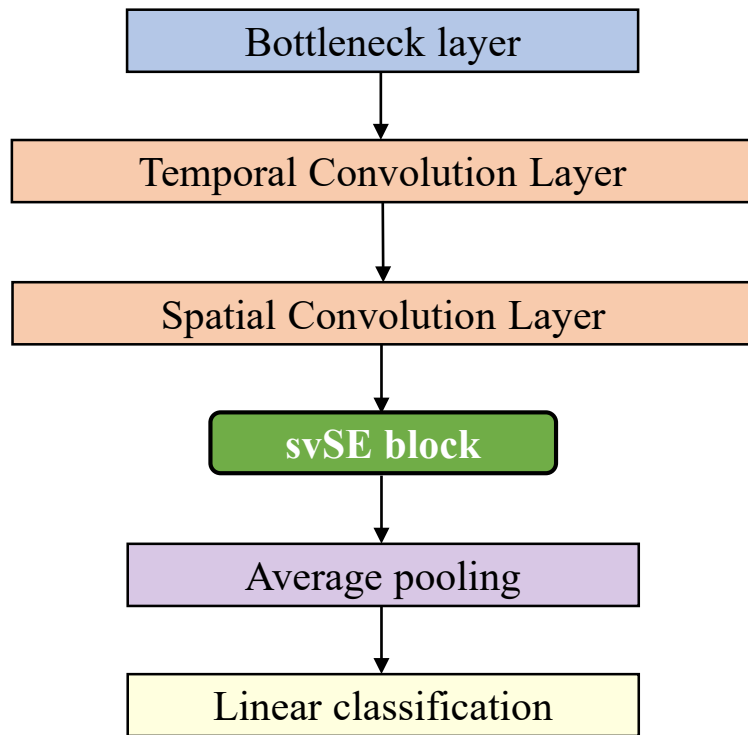 Bottleneck layer
Temporal Convolution Layer
Spatial Convolution Layer
svSE block
Average pooling
Linear classification